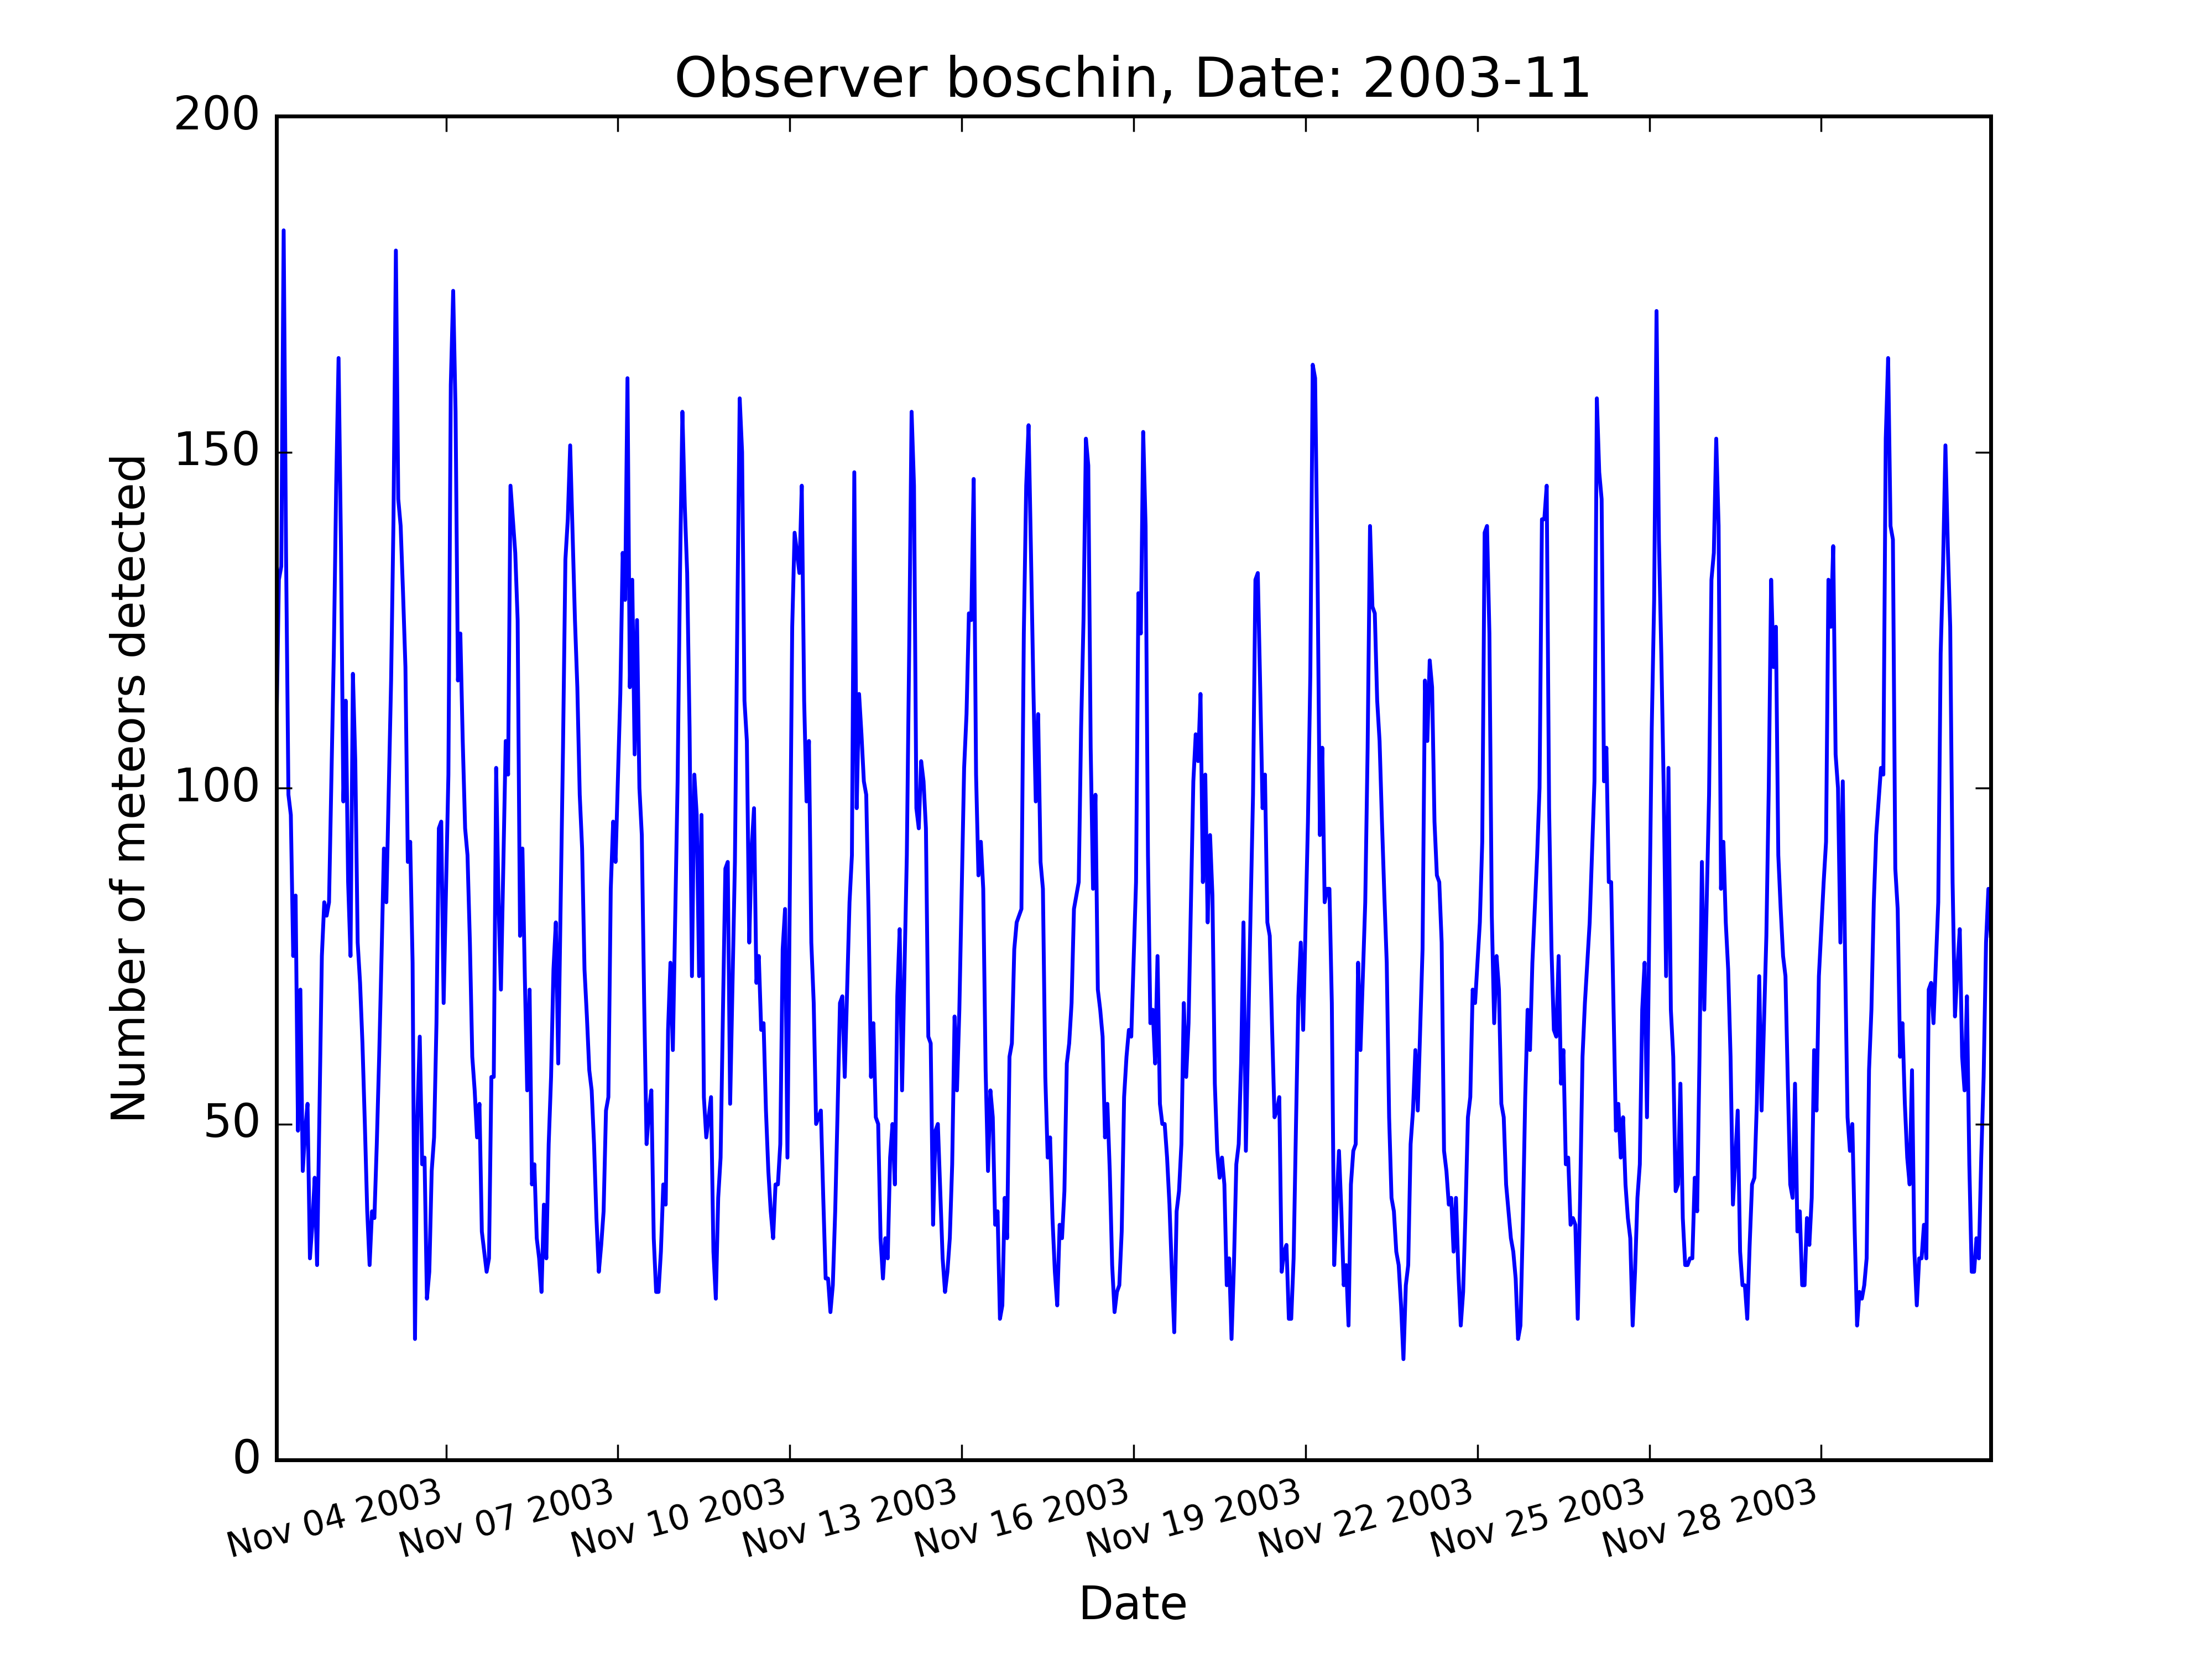 Observer boschin, Date: 2003-11
200
150
100
50
0
Number of meteors detected
Nov 04 2003
Nov 07 2003
Nov 10 2003
Nov 13 2003
Nov 16 2003
Nov 19 2003
Nov 22 2003
Nov 25 2003
Nov 28 2003
Date